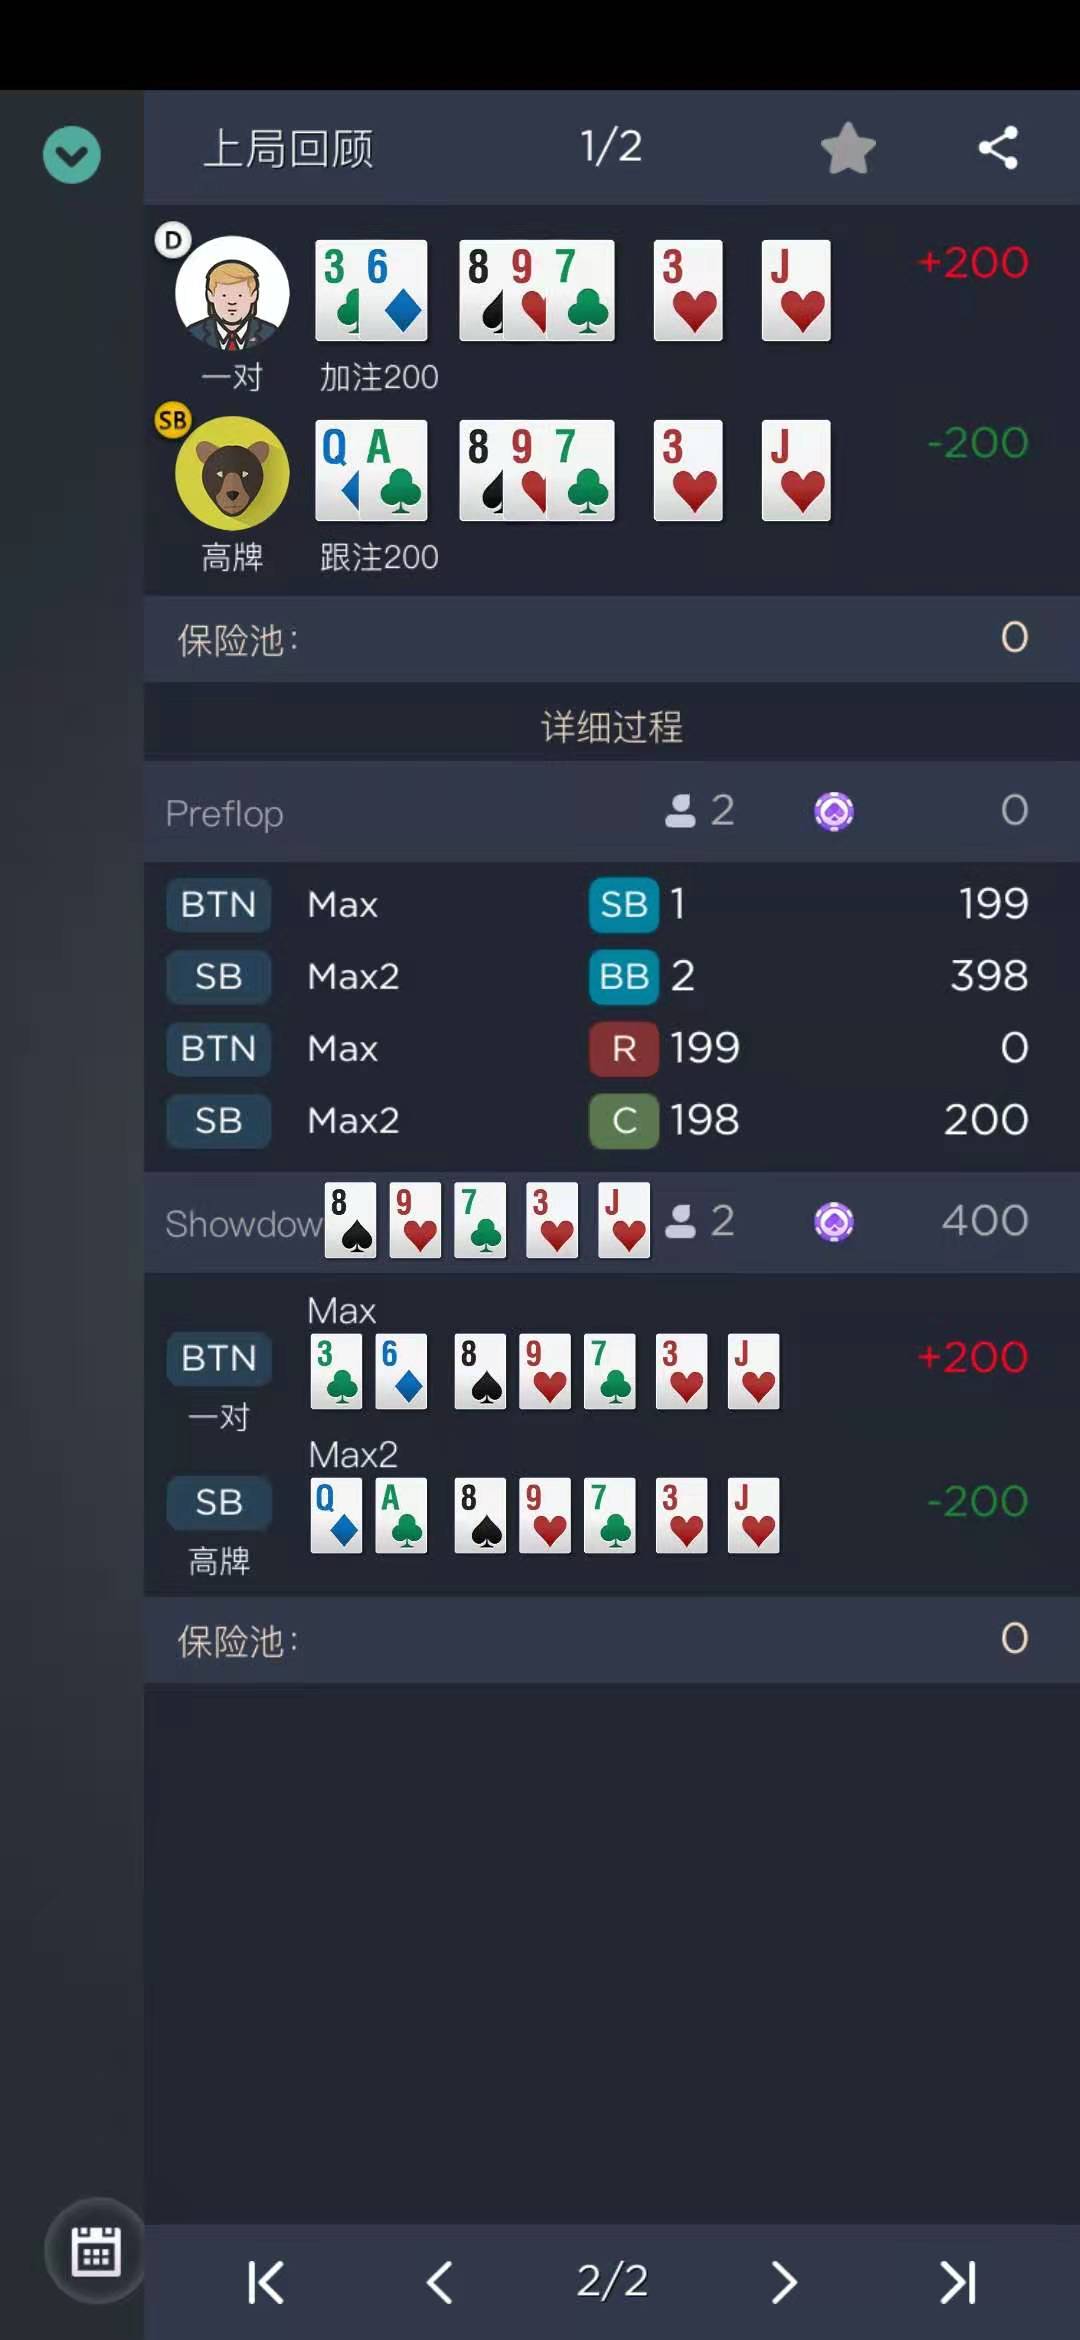 上局回顾 1/2
D
3 6 8 9 7 3 J +200
一对 加注200
SB
Q A 8 9 7 3 J -200
高牌 跟注200
保险池: 0
详细过程
Preflop 2 0
BTN Max SB 1 199
SB Max2 BB 2 398
BTN Max R 199 0
SB Max2 C 198 200
Showdow 8 9 7 3 J 2 400
Max
BTN 3 6 8 9 7 3 J +200
一对
Max2
SB Q A 8 9 7 3 J -200
高牌
保险池: 0
2/2